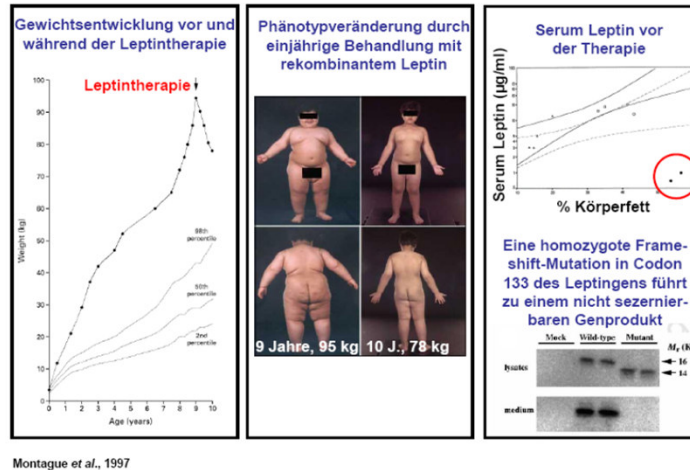 Gewichtsentwicklung vor und
während der Leptintherapie
Leptintherapie
100
90
80
70
60
50
40
30
20
10
0
Weight (kg)
98th
percentile
50th
percentile
2nd
percentile
0 1 2 3 4 5 6 7 8 9 10
Age (years)
Phänotypveränderung durch
einjährige Behandlung mit
rekombinantem Leptin
9 Jahre, 95 kg
10 J., 78 kg
Serum Leptin vor
der Therapie
Serum Leptin (µg/ml)
% Körperfett
Eine homozygote Frame-
shift-Mutation in Codon
133 des Leptingens führt
zu einem nicht sezernier-
baren Genprodukt
Mock Wild-type Mutant
lysates
16
14
medium
Montague et al., 1997